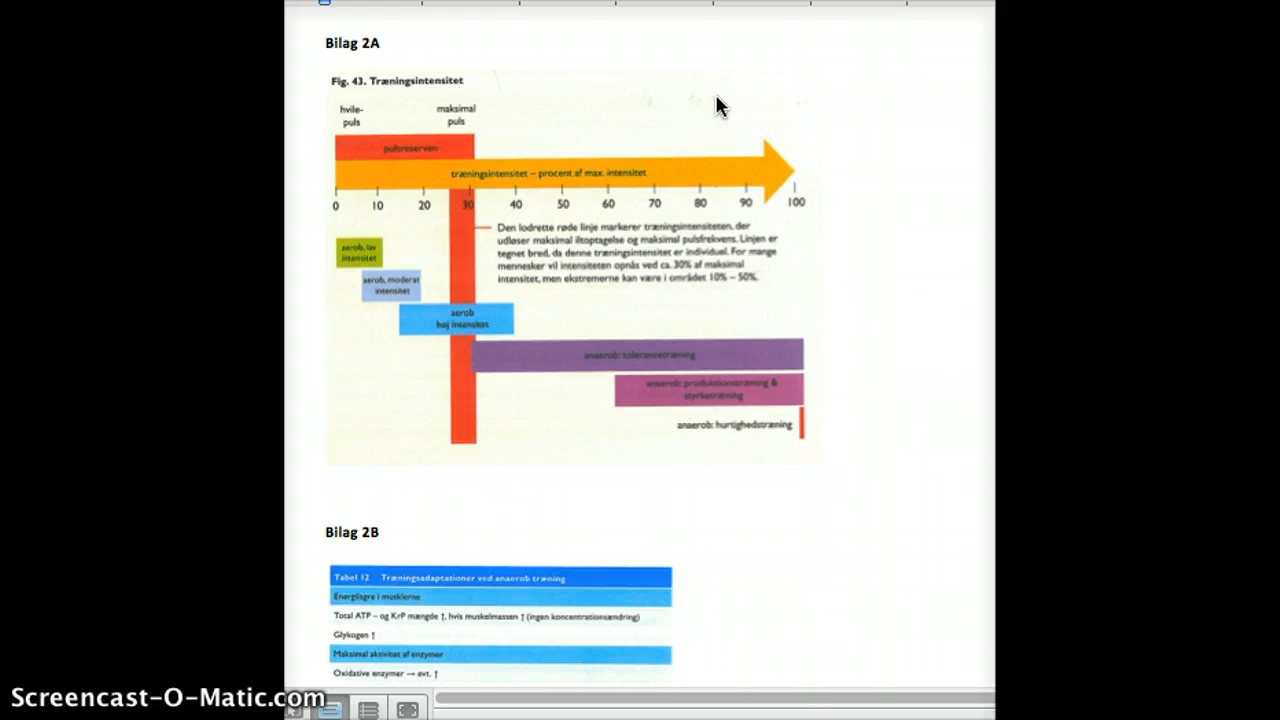 Bilag 2A
Fig. 43. Træningsintensitet
hvile-
puls
maksimal
puls
pulsreserven
træningsintensitet – procent af max. intensitet
0 10 20 30 40 50 60 70 80 90 100
Den lodrette røde linje markerer træningsintensiteten, der
udløser maksimal iltoptagelse og maksimal pulsfrekvens. Linjen er
tegnet bred, da denne træningsintensitet er individuel. For mange
mennesker vil intensiteten opnås ved ca. 30% af maksimal
intensitet, men ekstremerne kan være i området 10% – 50%.
aerob, lav
intensitet
aerob, moderat
intensitet
aerob
høj intensitet
anaerob: tolerancetræning
anaerob: produktionstræning &
styrketræning
anaerob: hurtighedstræning
Bilag 2B
Tabel 12 Træningsadaptationer ved anaerob træning
Energilagre i musklerne
Total ATP – og KrP mængde ↑, hvis muskelmassen ↑ (ingen koncentrationsændring)
Glykogen ↑
Maksimal aktivitet af enzymer
Oxidative enzymer → evt. ↑
Screencast-O-Matic.com